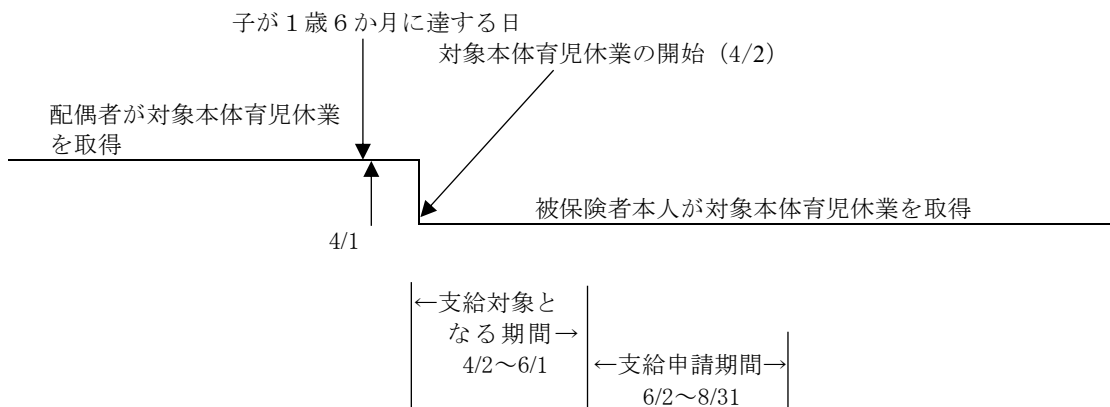 子が１歳６か月に達する日
対象本体育児休業の開始（4/2）
配偶者が対象本体育児休業
を取得
被保険者本人が対象本体育児休業を取得
4/1
←支給対象と
なる期間→
4/2～6/1
←支給申請期間→
6/2～8/31